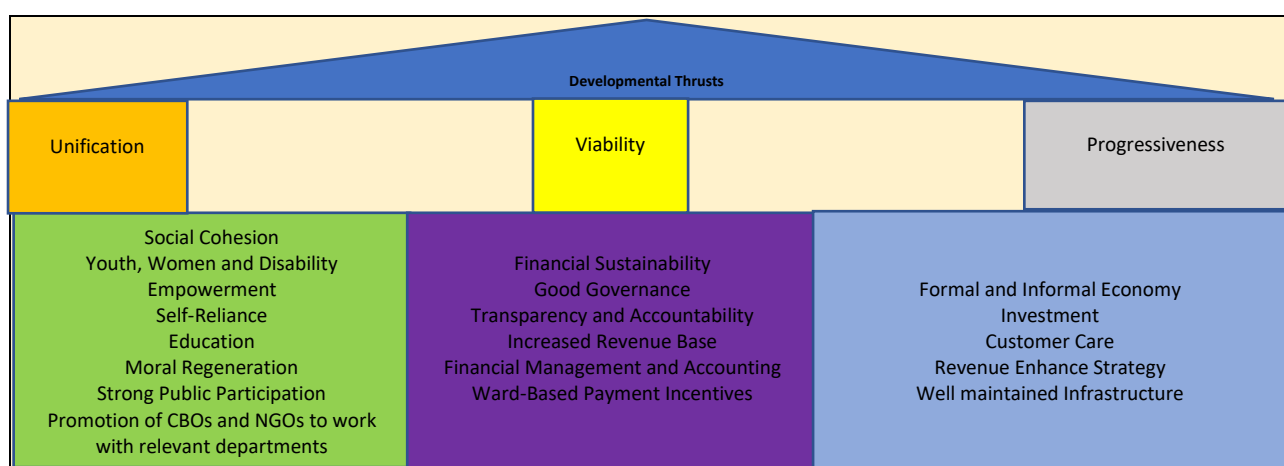 Developmental Thrusts
Unification
Viability
Progressiveness
Social Cohesion
Youth, Women and Disability
Empowerment
Self-Reliance
Education
Moral Regeneration
Strong Public Participation
Promotion of CBOs and NGOs to work
with relevant departments
Financial Sustainability
Good Governance
Transparency and Accountability
Increased Revenue Base
Financial Management and Accounting
Ward-Based Payment Incentives
Formal and Informal Economy
Investment
Customer Care
Revenue Enhance Strategy
Well maintained Infrastructure